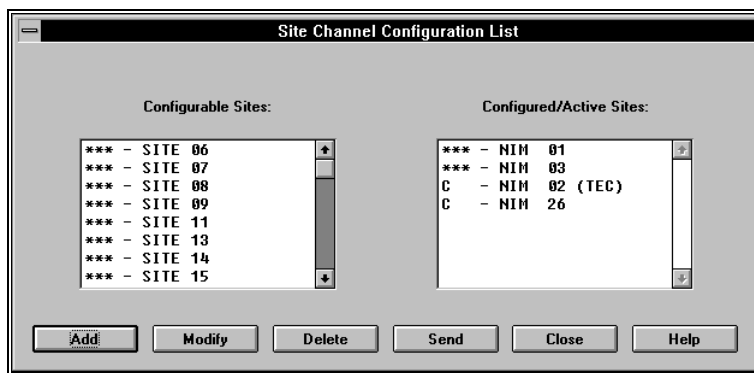 Site Channel Configuration List
Configurable Sites:
*** - SITE 06
*** - SITE 07
*** - SITE 08
*** - SITE 09
*** - SITE 11
*** - SITE 13
*** - SITE 14
*** - SITE 15
Configured/Active Sites:
*** - NIM 01
*** - NIM 03
C - NIM 02 (TEC)
C - NIM 26
Add Modify Delete Send Close Help